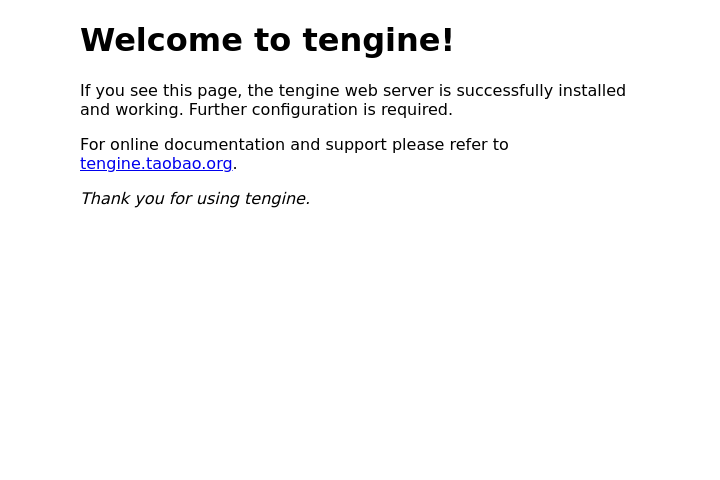 Welcome to tengine!
If you see this page, the tengine web server is successfully installed
and working. Further configuration is required.
For online documentation and support please refer to
tengine.taobao.org.
Thank you for using tengine.